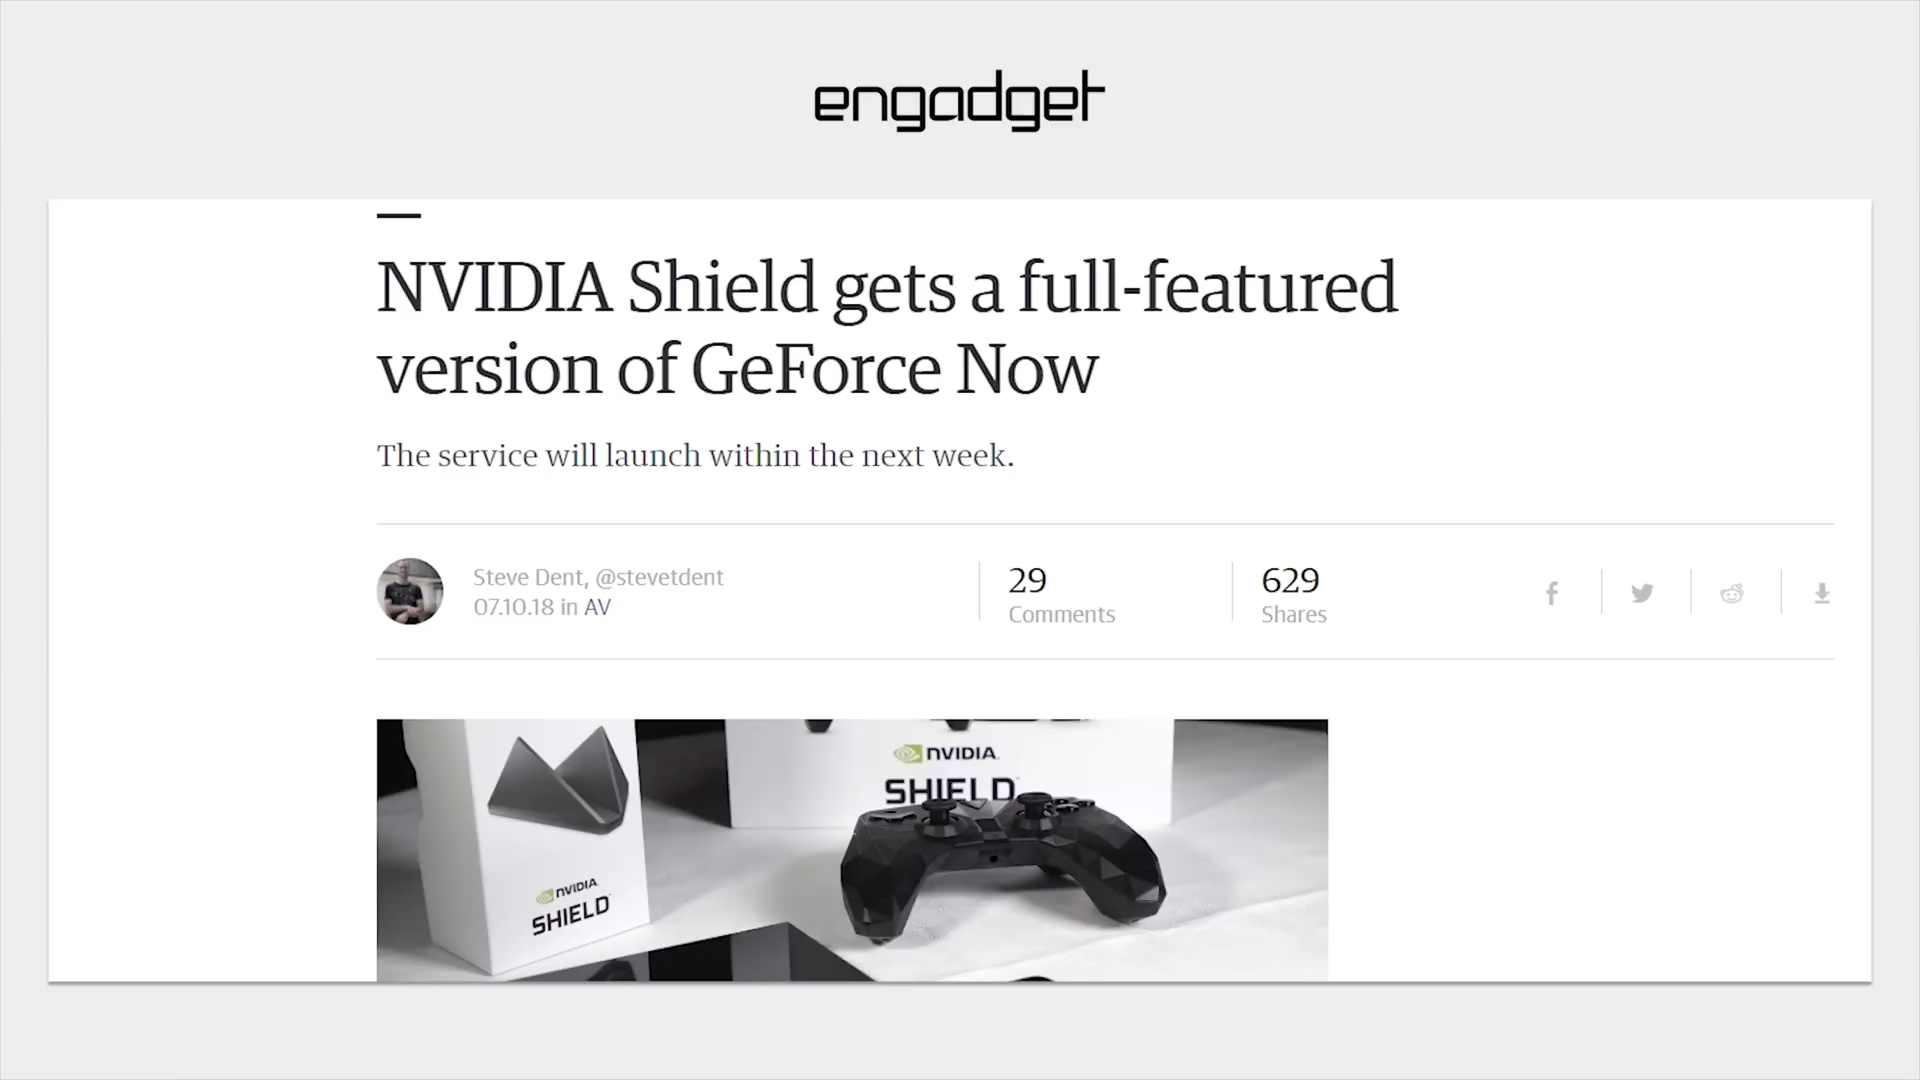 engadget
NVIDIA Shield gets a full-featured
version of GeForce Now
The service will launch within the next week.
Steve Dent, @stevetdent
07.10.18 in AV
29
Comments
629
Shares
NVIDIA
SHIELD
NVIDIA
SHIELD